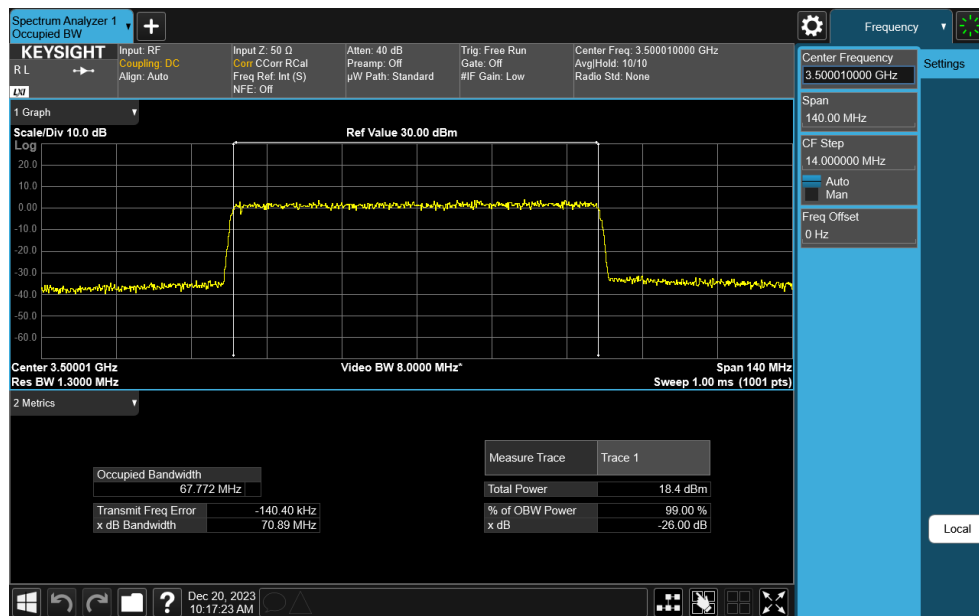 Spectrum Analyzer 1
Occupied BW
+
Frequency
KEYSIGHT
R L
LXI
Input: RF
Coupling: DC
Align: Auto
Input Z: 50 Ω
Corr CCorr RCal
Freq Ref: Int (S)
NFE: Off
Atten: 40 dB
Preamp: Off
µW Path: Standard
Trig: Free Run
Gate: Off
#IF Gain: Low
Center Freq: 3.500010000 GHz
Avg|Hold: 10/10
Radio Std: None
Center Frequency
3.500010000 GHz
Settings
Span
140.00 MHz
CF Step
14.000000 MHz
Auto
Man
Freq Offset
0 Hz
Local
1 Graph
Scale/Div 10.0 dB
Ref Value 30.00 dBm
Log
20.0
10.0
0.00
-10.0
-20.0
-30.0
-40.0
-50.0
-60.0
Center 3.50001 GHz
Video BW 8.0000 MHz*
Span 140 MHz
Res BW 1.3000 MHz
Sweep 1.00 ms (1001 pts)
2 Metrics
Measure Trace
Trace 1
Occupied Bandwidth
67.772 MHz
Total Power
18.4 dBm
Transmit Freq Error
-140.40 kHz
% of OBW Power
99.00 %
x dB Bandwidth
70.89 MHz
x dB
-26.00 dB
?
Dec 20, 2023
10:17:23 AM